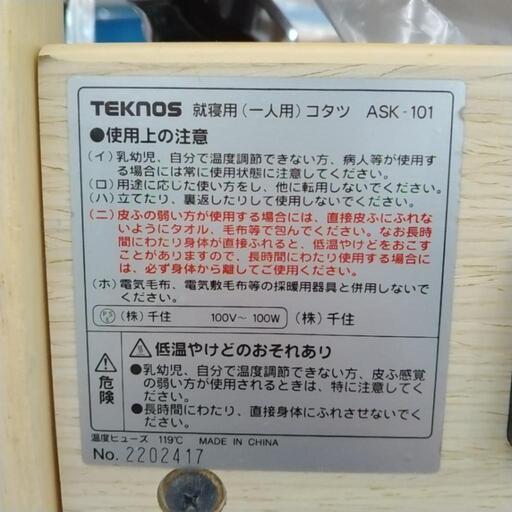 TEKNOS 就寝用(一人用)コタツ ASK-101
●使用上の注意
(イ)乳幼児、自分で温度調節できない方、病人等が使用す
る場合には常に使用状態に注意してください。
(ロ)用途に応じた使い方をし、他に転用しないでください。
(ハ)立てたり、裏返したりして使用しないでください。
(ニ)皮ふの弱い方が使用する場合には、直接皮ふにふれな
いようにタオル、毛布等で包んでください。なお長時
間にわたり身体が直接ふれると、低温やけどをおこす
ことがありますので、長時間にわたり使用する場合に
は、必ず身体から離してご使用ください。
(ホ)電気毛布、電気敷毛布等の採暖用器具と併用しないで
ください。
(株)千住 100V～100W (株)千住
危険
低温やけどのおそれあり
●乳幼児、自分で温度調節できない方、皮ふ感覚
の弱い方が使用されるときは、特に注意してく
ださい。
●長時間にわたり、直接身体にふれさせないでく
ださい。
温度ヒューズ 119℃ MADE IN CHINA
No. 2202417